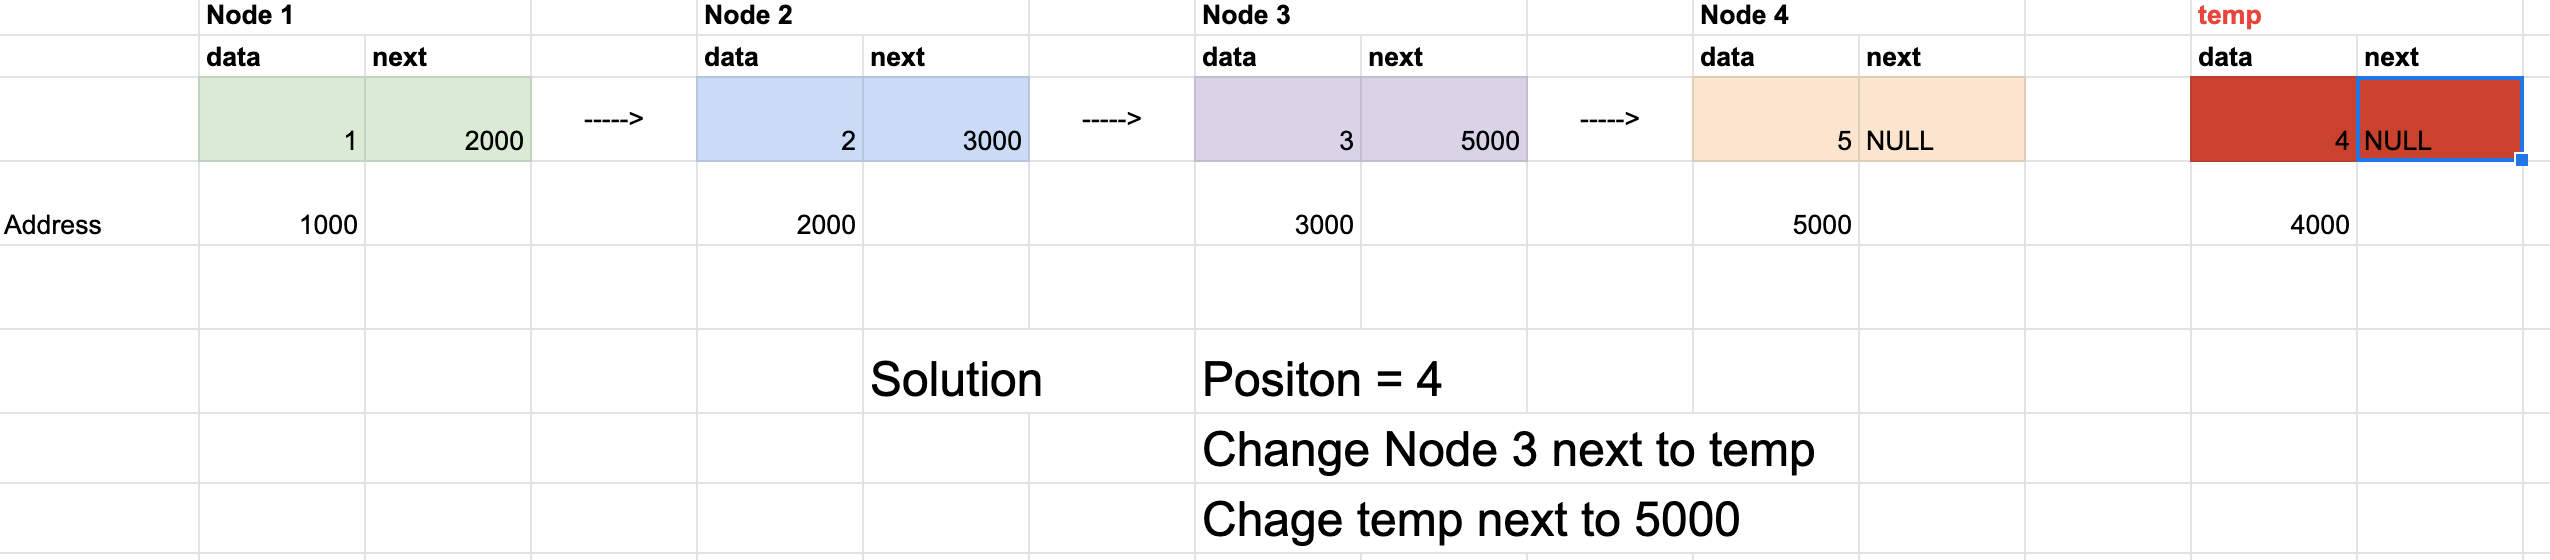 Node 1 Node 2 Node 3 Node 4 temp
data next data next data next data next data next
1 2000 -----> 2 3000 -----> 3 5000 -----> 5 NULL 4 NULL
Address 1000 2000 3000 5000 4000
Solution Positon = 4
Change Node 3 next to temp
Chage temp next to 5000